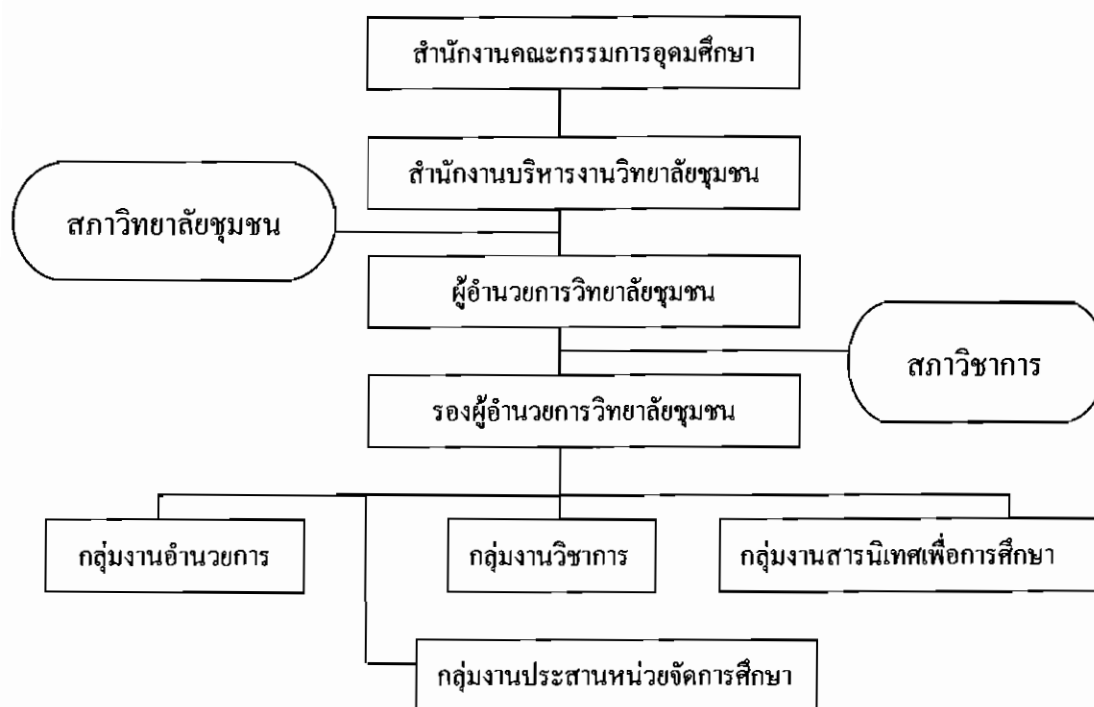 สำนักงานคณะกรรมการอุดมศึกษา
สำนักงานบริหารงานวิทยาลัยชุมชน
สภาวิทยาลัยชุมชน
ผู้อำนวยการวิทยาลัยชุมชน
สภาวิชาการ
รองผู้อำนวยการวิทยาลัยชุมชน
กลุ่มงานอำนวยการ
กลุ่มงานวิชาการ
กลุ่มงานสารนิเทศเพื่อการศึกษา
กลุ่มงานประสานหน่วยจัดการศึกษา